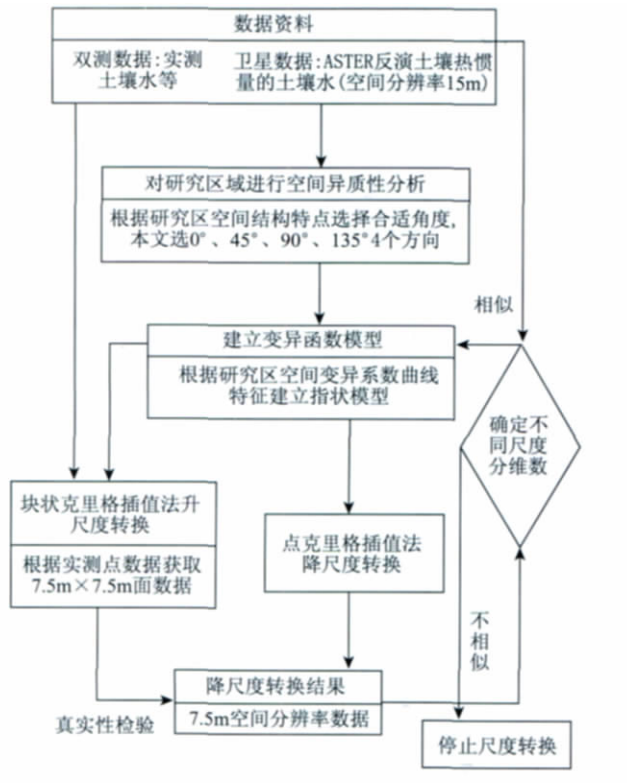 数据资料
双测数据:实测
土壤水等
卫星数据:ASTER反演土壤热惯
量的土壤水(空间分辨率15m)
对研究区域进行空间异质性分析
根据研究区空间结构特点选择合适角度,
本文选0°、45°、90°、135°4个方向
相似
建立变异函数模型
根据研究区空间变异系数曲线
特征建立指状模型
确定不
同尺度
分维数
块状克里格插值法升
尺度转换
根据实测点数据获取
7.5m×7.5m面数据
点克里格插值法
降尺度转换
不
相
似
降尺度转换结果
7.5m空间分辨率数据
真实性检验
停止尺度转换